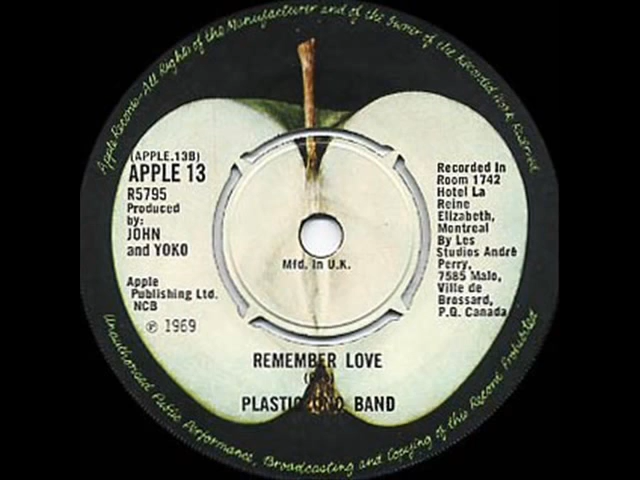 Apple Records-All Rights of the Manufacturer and of the Owner of the Recorded Work Reserved
(APPLE.13B)
APPLE 13
R5795
Produced
by:
JOHN
and YOKO
Apple
Publishing Ltd.
NCB
℗ 1969
Recorded In
Room 1742
Hotel La
Reine
Elizabeth,
Montreal
By Les
Studios André
Perry,
7585 Malo,
Ville de
Brossard,
P.Q. Canada
Mfd. In U.K.
REMEMBER LOVE
PLASTIC ONO BAND
Unauthorised Public Performance, Broadcasting and Copying of this Record Prohibited